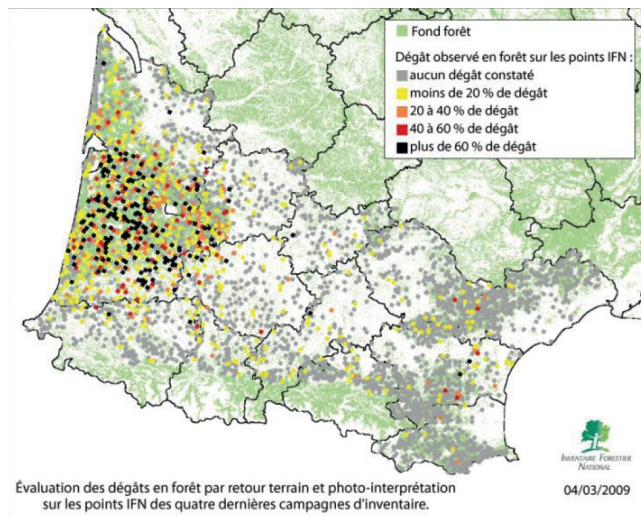 Fond forêt
Dégât observé en forêt sur les points IFN :
aucun dégât constaté
moins de 20 % de dégât
20 à 40 % de dégât
40 à 60 % de dégât
plus de 60 % de dégât
INVENTAIRE FORESTIER
NATIONAL
Évaluation des dégâts en forêt par retour terrain et photo-interprétation
sur les points IFN des quatre dernières campagnes d'inventaire.
04/03/2009